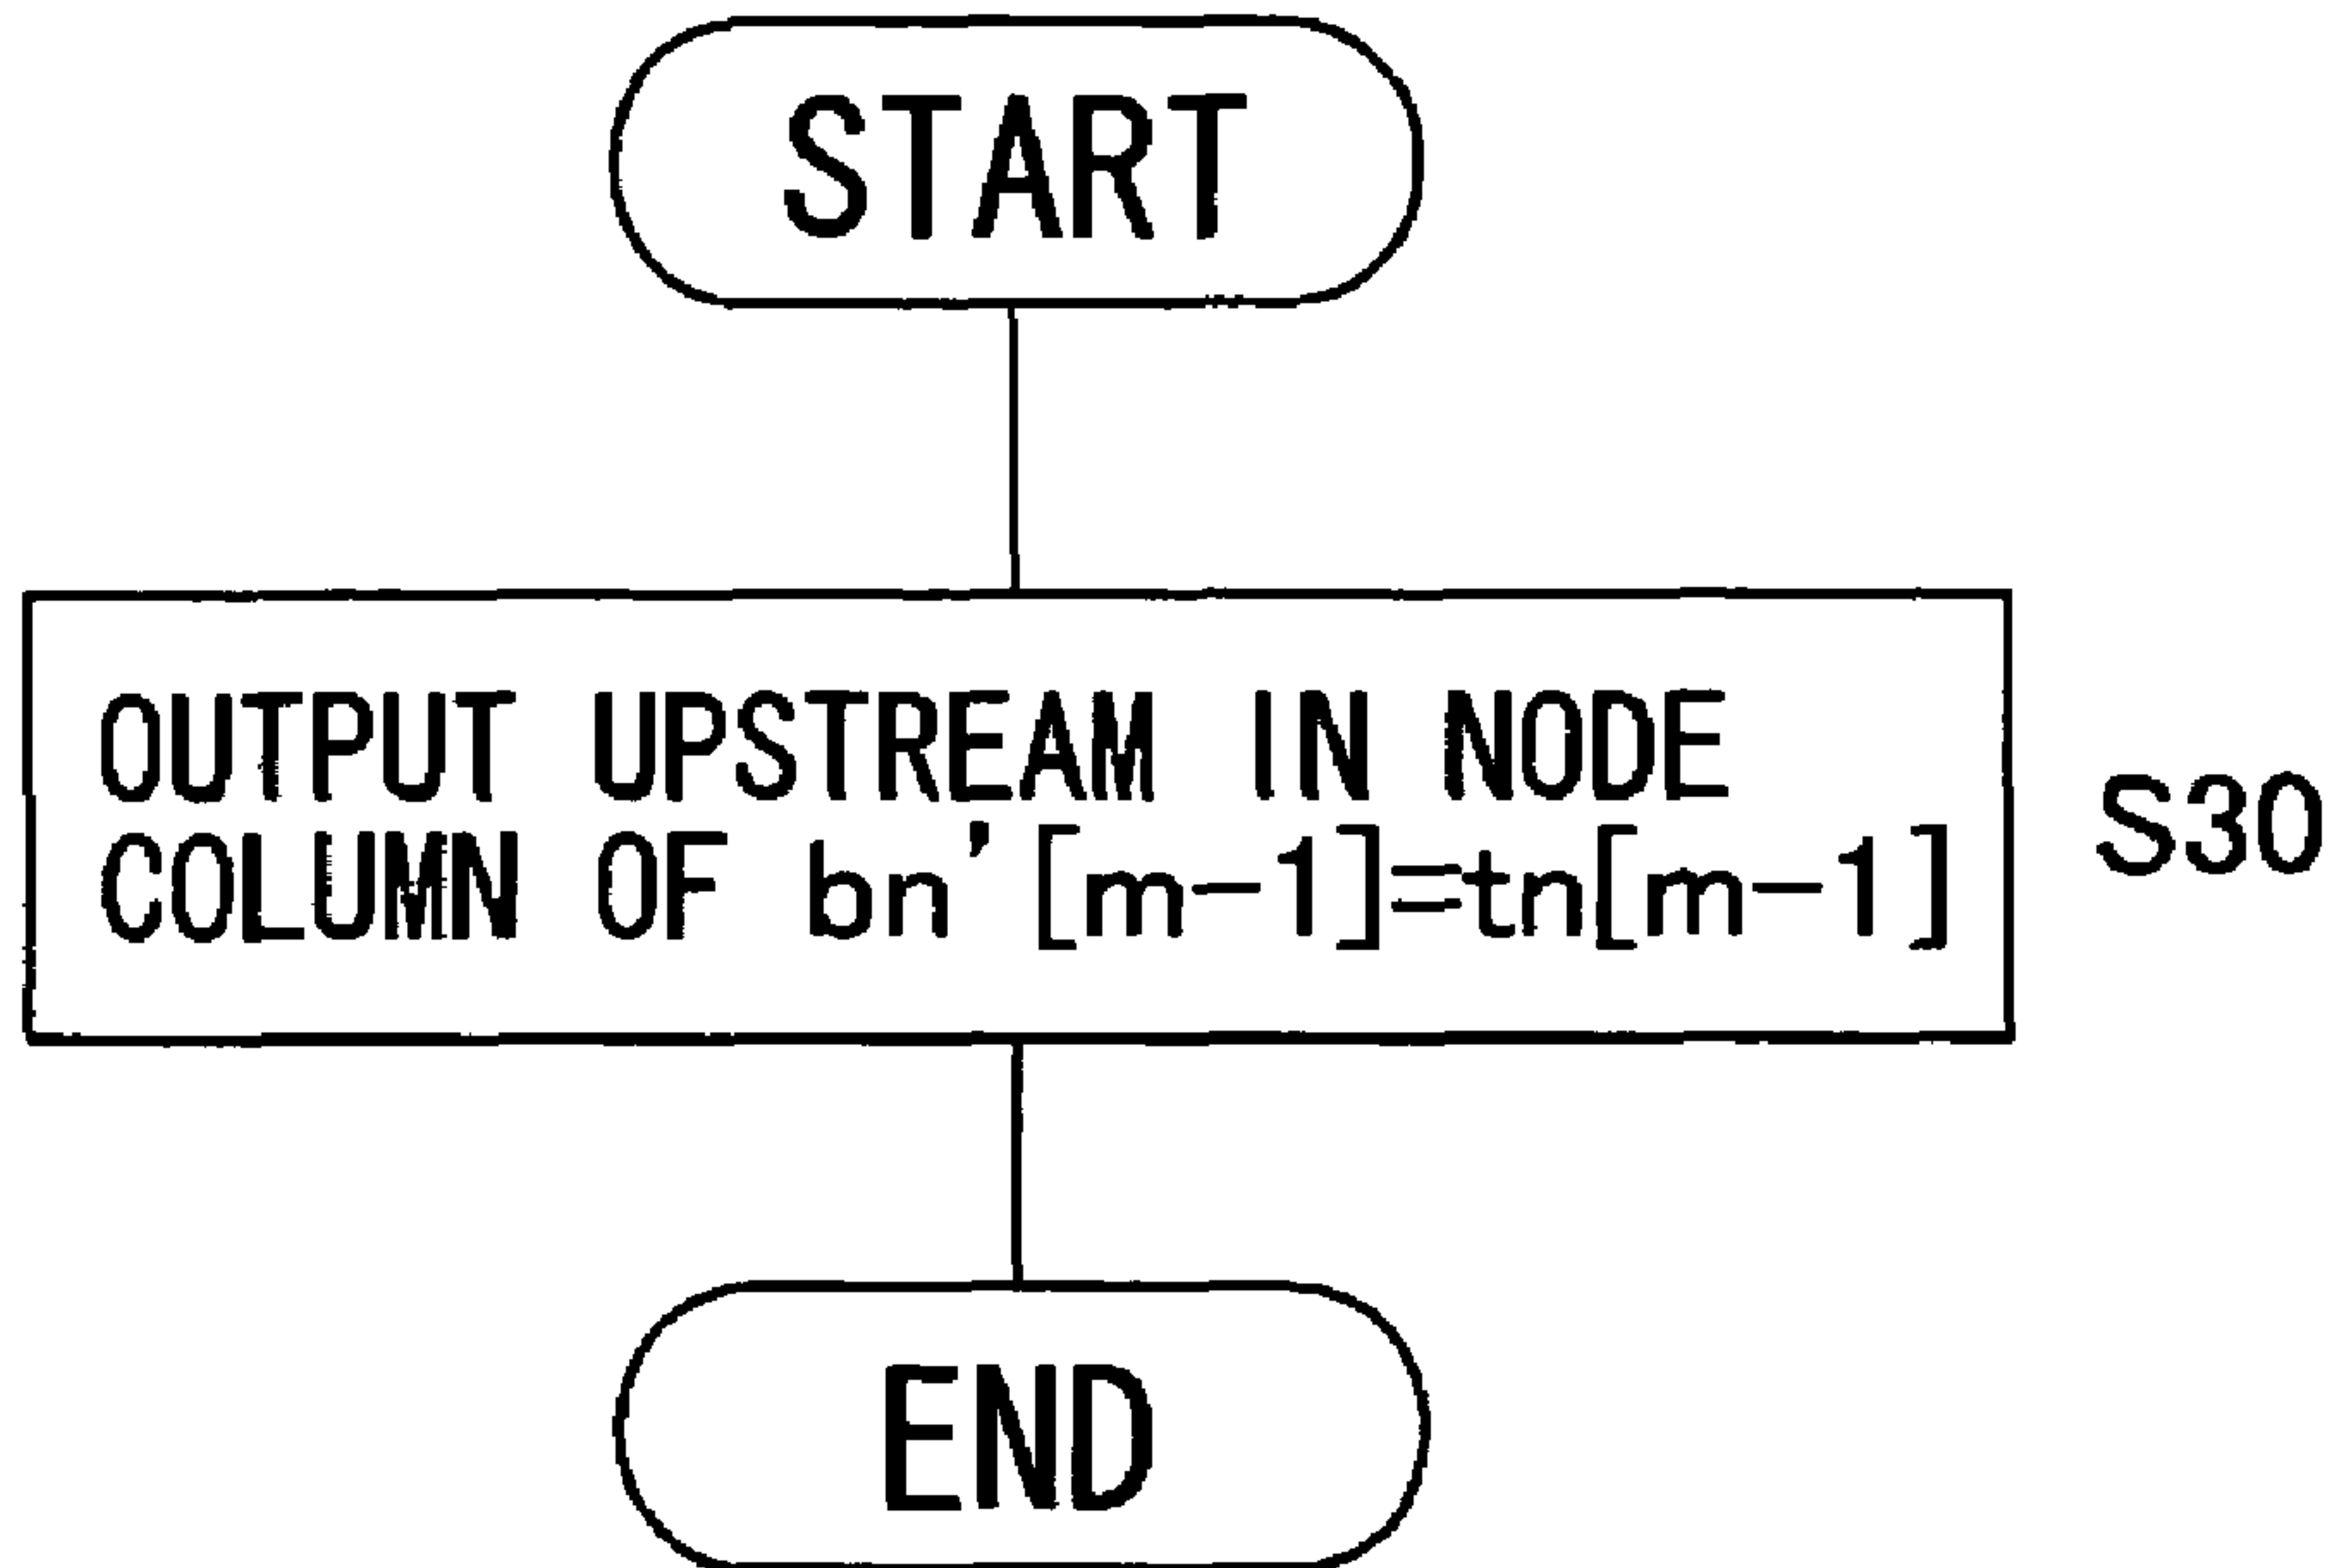 START
OUTPUT UPSTREAM IN NODE
COLUMN OF bn'[m-1]=tn[m-1]
S30
END